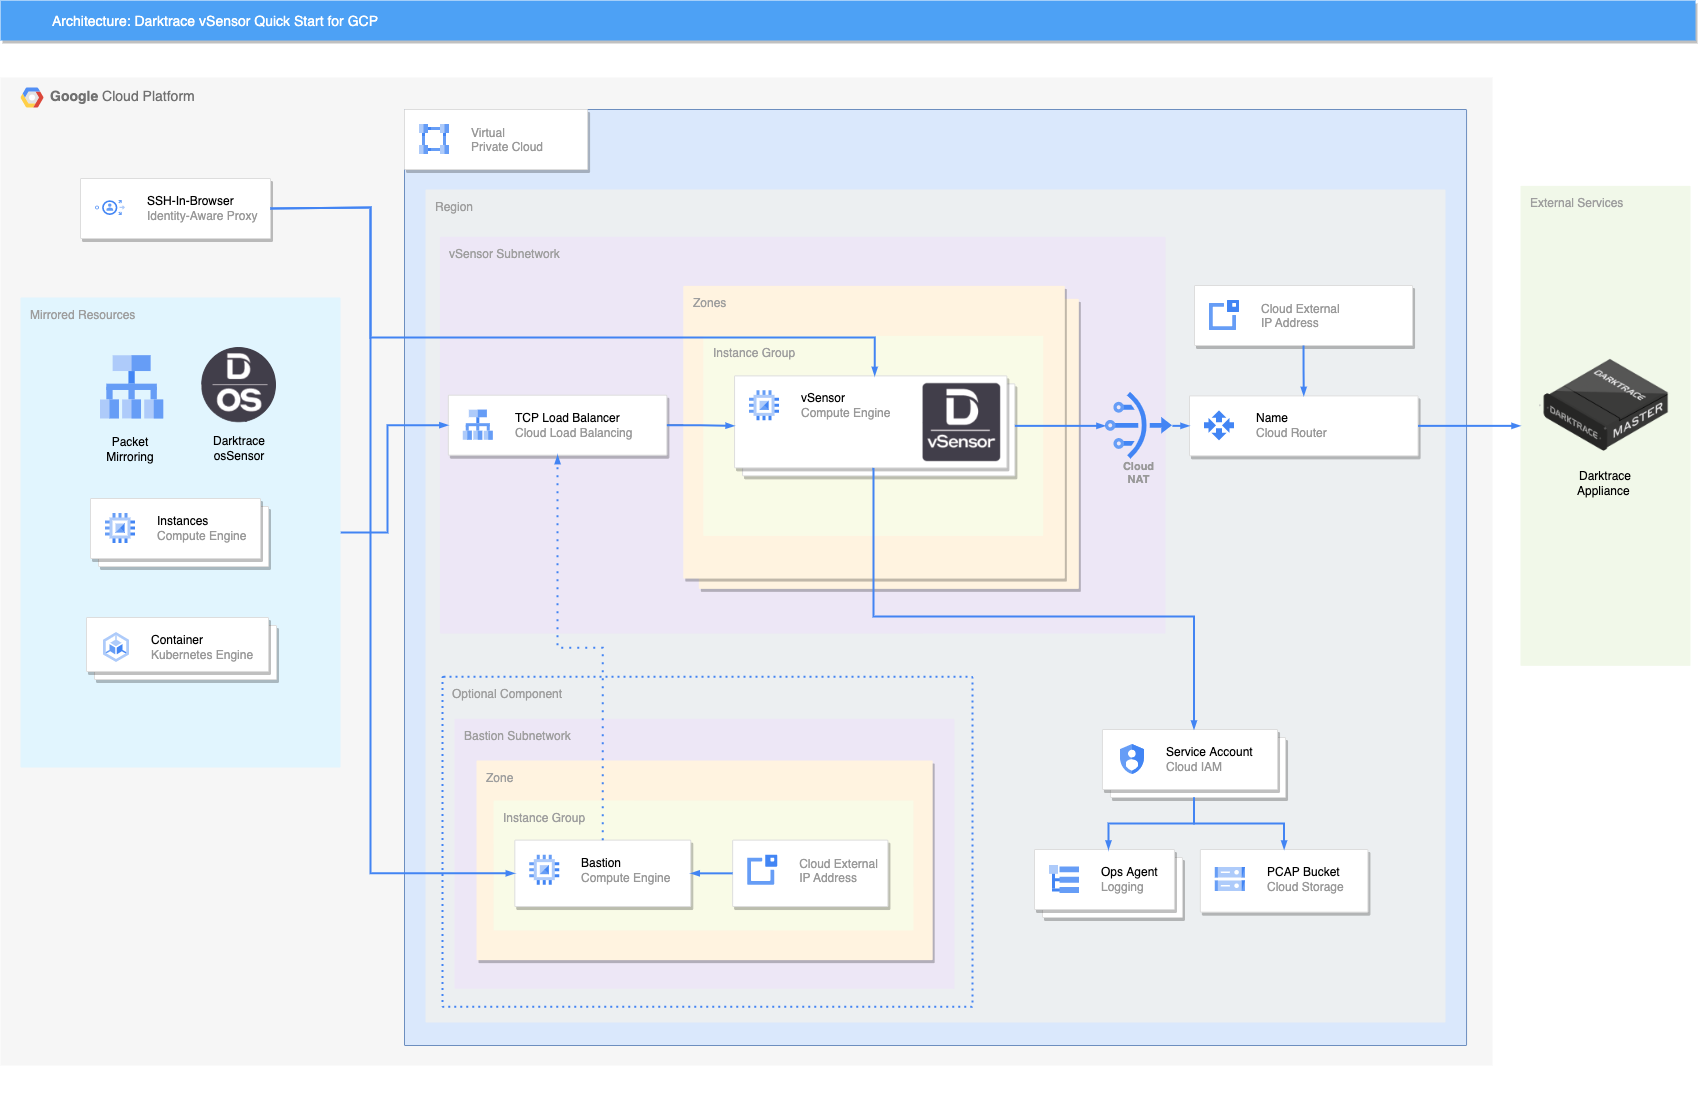 Architecture: Darktrace vSensor Quick Start for GCP
Google Cloud Platform
Virtual
Private Cloud
SSH-In-Browser
Identity-Aware Proxy
Region
External Services
vSensor Subnetwork
Mirrored Resources
Zones
Cloud External
IP Address
Instance Group
D
OS
Packet
Mirroring
Darktrace
osSensor
TCP Load Balancer
Cloud Load Balancing
vSensor
Compute Engine
D
vSensor
Cloud
NAT
Name
Cloud Router
DARKTRACE
DARKTRACE
MASTER
Darktrace
Appliance
Instances
Compute Engine
Container
Kubernetes Engine
Optional Component
Bastion Subnetwork
Zone
Instance Group
Bastion
Compute Engine
Cloud External
IP Address
Service Account
Cloud IAM
Ops Agent
Logging
PCAP Bucket
Cloud Storage